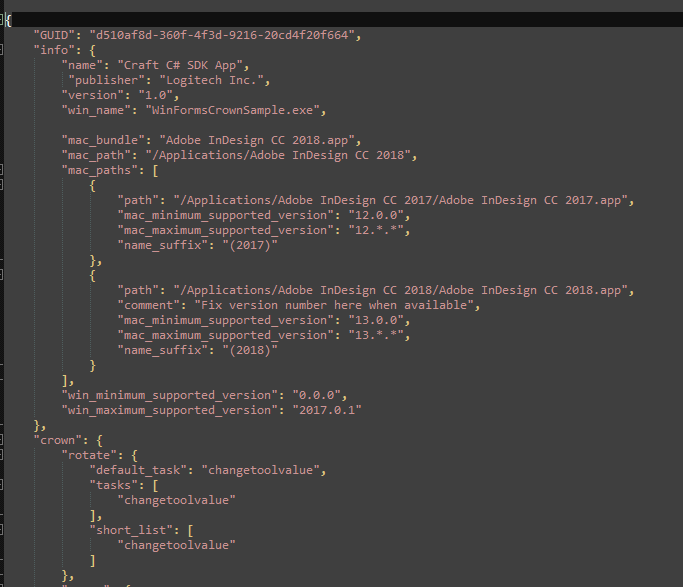 {
"GUID": "d510af8d-360f-4f3d-9216-20cd4f20f664",
"info": {
"name": "Craft C# SDK App",
"publisher": "Logitech Inc.",
"version": "1.0",
"win_name": "WinFormsCrownSample.exe",
"mac_bundle": "Adobe InDesign CC 2018.app",
"mac_path": "/Applications/Adobe InDesign CC 2018",
"mac_paths": [
{
"path": "/Applications/Adobe InDesign CC 2017/Adobe InDesign CC 2017.app",
"mac_minimum_supported_version": "12.0.0",
"mac_maximum_supported_version": "12.*.*",
"name_suffix": "(2017)"
},
{
"path": "/Applications/Adobe InDesign CC 2018/Adobe InDesign CC 2018.app",
"comment": "Fix version number here when available",
"mac_minimum_supported_version": "13.0.0",
"mac_maximum_supported_version": "13.*.*",
"name_suffix": "(2018)"
}
],
"win_minimum_supported_version": "0.0.0",
"win_maximum_supported_version": "2017.0.1"
},
"crown": {
"rotate": {
"default_task": "changetoolvalue",
"tasks": [
"changetoolvalue"
],
"short_list": [
"changetoolvalue"
]
},